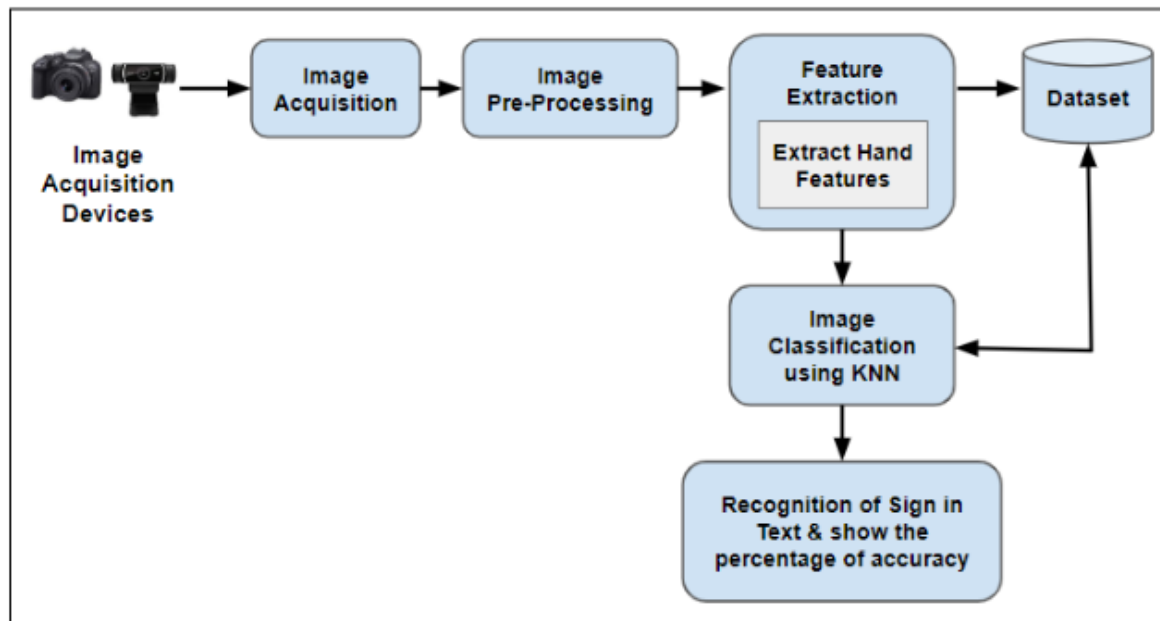 Image
Acquisition
Devices
Image
Acquisition
Image
Pre-Processing
Feature
Extraction
Extract Hand
Features
Dataset
Image
Classification
using KNN
Recognition of Sign in
Text & show the
percentage of accuracy